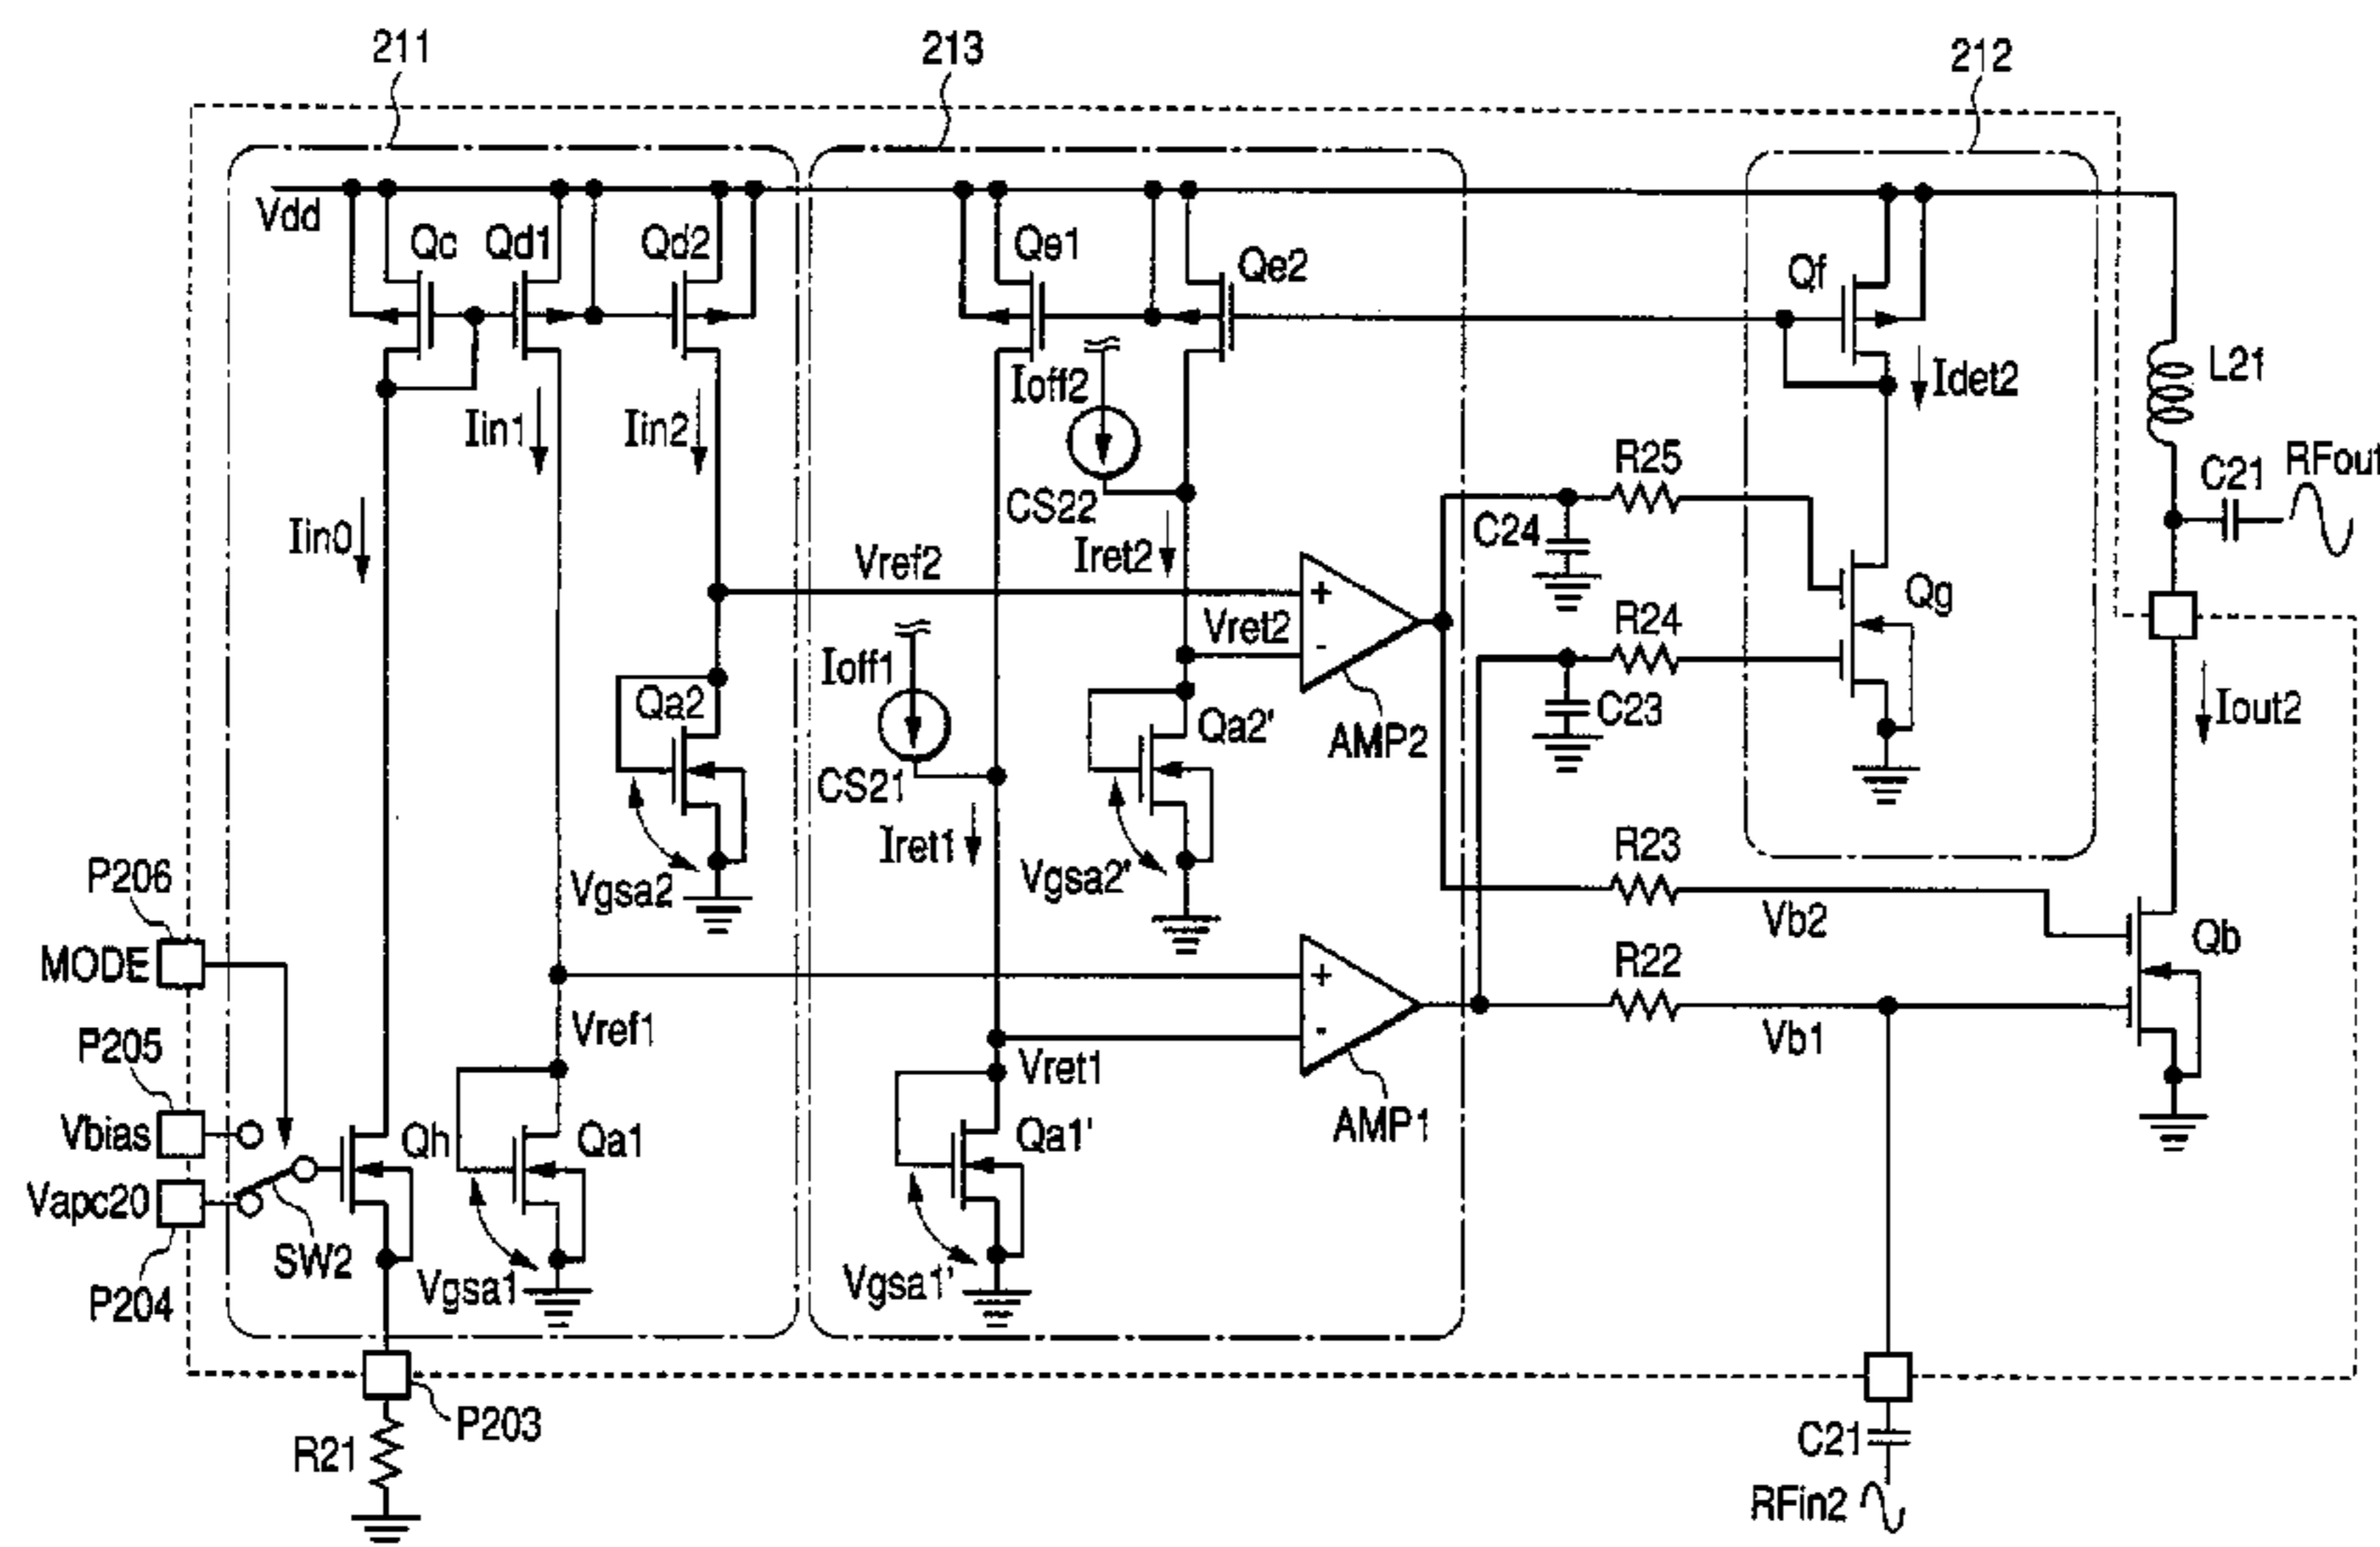 211
213
212
Vdd
Qc
Qd1
Qd2
Qe1
Qe2
Qf
Iin1
Iin2
Ioff2
Idet2
L21
Iin0
CS22
R25
C21
RFout
C24
Iret2
Vref2
Qg
R24
Vret2
+
-
Ioff1
Qa2
C23
Iout2
Qa2'
AMP2
CS21
Iret1
R23
P206
Vgsa2
Vgsa2'
Vb2
Qb
MODE
R22
+
-
Vref1
Vb1
P205
Vret1
Vbias
Qh
Qa1
Qa1'
AMP1
Vapc20
SW2
Vgsa1
Vgsa1'
P204
P203
R21
C21
RFin2